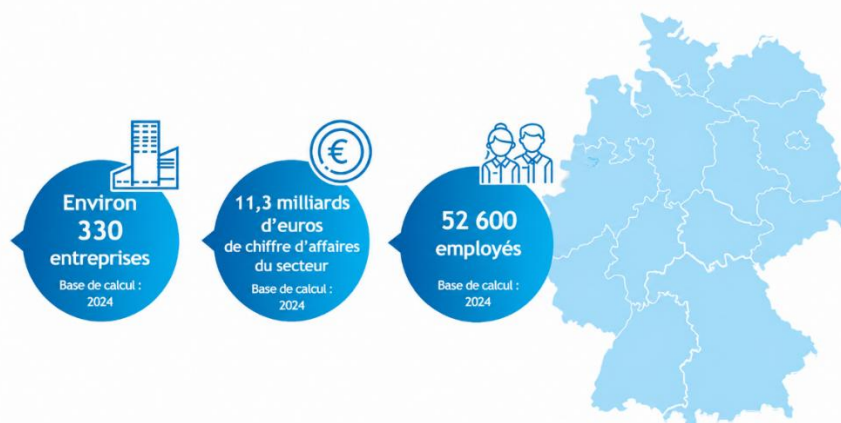 Environ
330
entreprises
Base de calcul :
2024
11,3 milliards
d'euros
de chiffre d'affaires
du secteur
Base de calcul :
2024
52 600
employés
Base de calcul :
2024